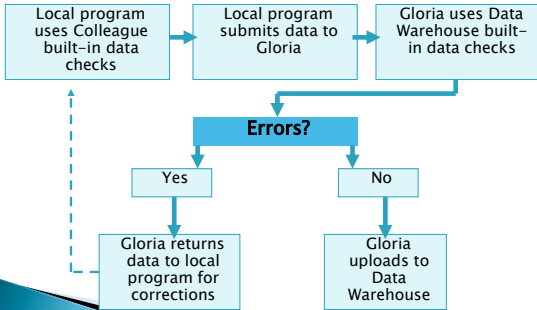 Local program
uses Colleague
built-in data
checks
Local program
submits data to
Gloria
Gloria uses Data
Warehouse built-
in data checks
Errors?
Yes
No
Gloria returns
data to local
program for
corrections
Gloria
uploads to
Data
Warehouse